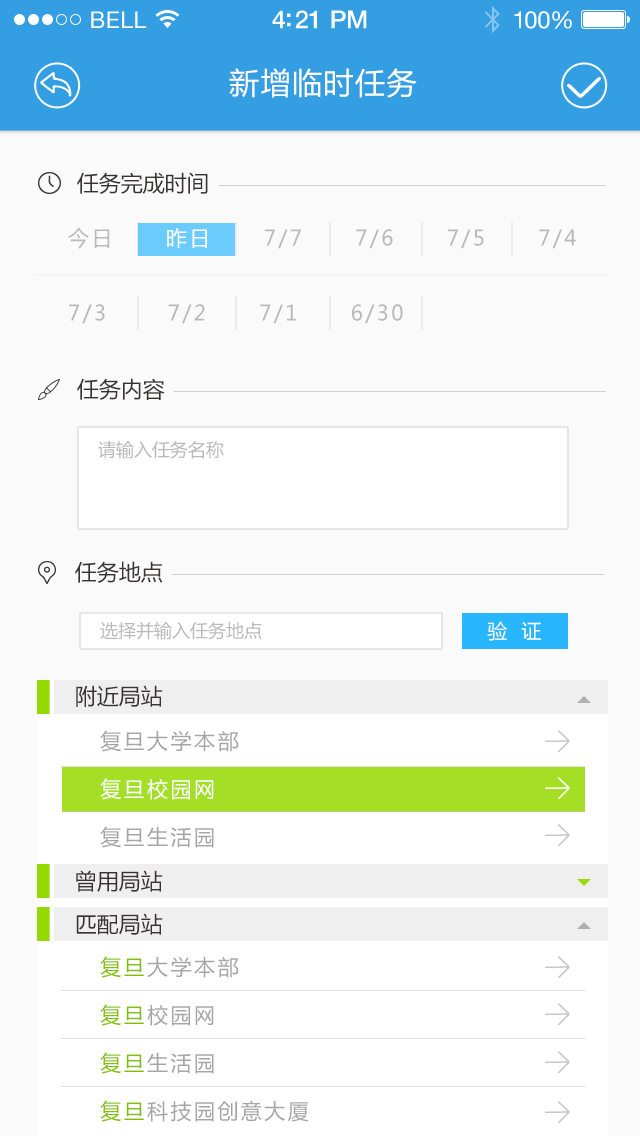 BELL 4:21 PM 100%
新增临时任务
任务完成时间
今日 昨日 7/7 7/6 7/5 7/4
7/3 7/2 7/1 6/30
任务内容
请输入任务名称
任务地点
选择并输入任务地点 验 证
附近局站
复旦大学本部
复旦校园网
复旦生活园
曾用局站
匹配局站
复旦大学本部
复旦校园网
复旦生活园
复旦科技园创意大厦